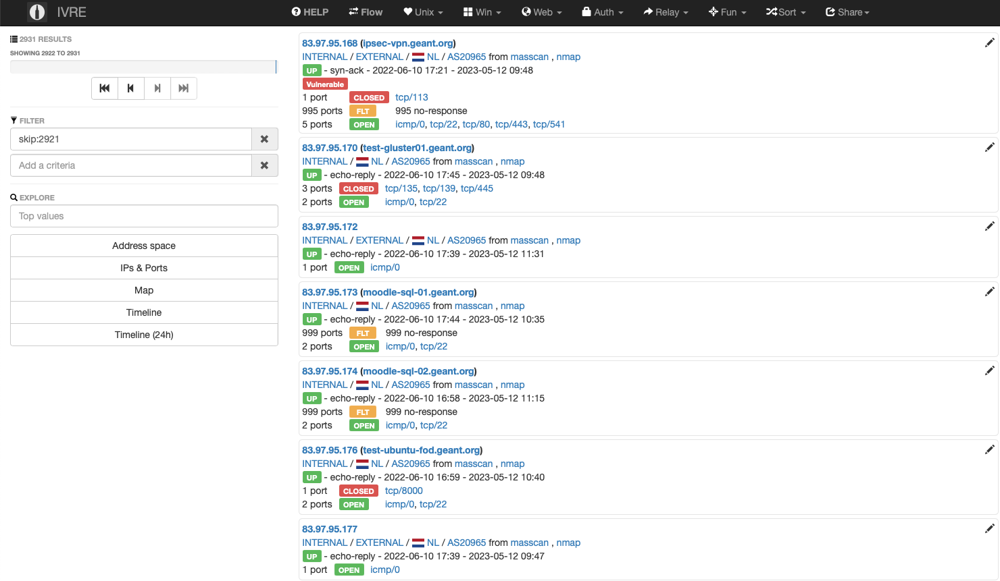 IVRE
HELP Flow Unix Win Web Auth Relay Fun Sort Share
2931 RESULTS
SHOWING 2922 TO 2931
FILTER
skip:2921
Add a criteria
EXPLORE
Top values
Address space
IPs & Ports
Map
Timeline
Timeline (24h)
83.97.95.168 (ipsec-vpn.geant.org)
INTERNAL / EXTERNAL / NL / AS20965 from masscan , nmap
UP - syn-ack - 2022-06-10 17:21 - 2023-05-12 09:48
Vulnerable
1 port CLOSED tcp/113
995 ports FLT 995 no-response
5 ports OPEN icmp/0, tcp/22, tcp/80, tcp/443, tcp/541
83.97.95.170 (test-gluster01.geant.org)
INTERNAL / NL / AS20965 from masscan , nmap
UP - echo-reply - 2022-06-10 17:45 - 2023-05-12 09:48
3 ports CLOSED tcp/135, tcp/139, tcp/445
2 ports OPEN icmp/0, tcp/22
83.97.95.172
INTERNAL / EXTERNAL / NL / AS20965 from masscan , nmap
UP - echo-reply - 2022-06-10 17:39 - 2023-05-12 11:31
1 port OPEN icmp/0
83.97.95.173 (moodle-sql-01.geant.org)
INTERNAL / NL / AS20965 from masscan , nmap
UP - echo-reply - 2022-06-10 17:44 - 2023-05-12 10:35
999 ports FLT 999 no-response
2 ports OPEN icmp/0, tcp/22
83.97.95.174 (moodle-sql-02.geant.org)
INTERNAL / NL / AS20965 from masscan , nmap
UP - echo-reply - 2022-06-10 16:58 - 2023-05-12 11:15
999 ports FLT 999 no-response
2 ports OPEN icmp/0, tcp/22
83.97.95.176 (test-ubuntu-fod.geant.org)
INTERNAL / NL / AS20965 from masscan , nmap
UP - echo-reply - 2022-06-10 16:59 - 2023-05-12 10:40
1 port CLOSED tcp/8000
2 ports OPEN icmp/0, tcp/22
83.97.95.177
INTERNAL / EXTERNAL / NL / AS20965 from masscan , nmap
UP - echo-reply - 2022-06-10 17:39 - 2023-05-12 09:47
1 port OPEN icmp/0